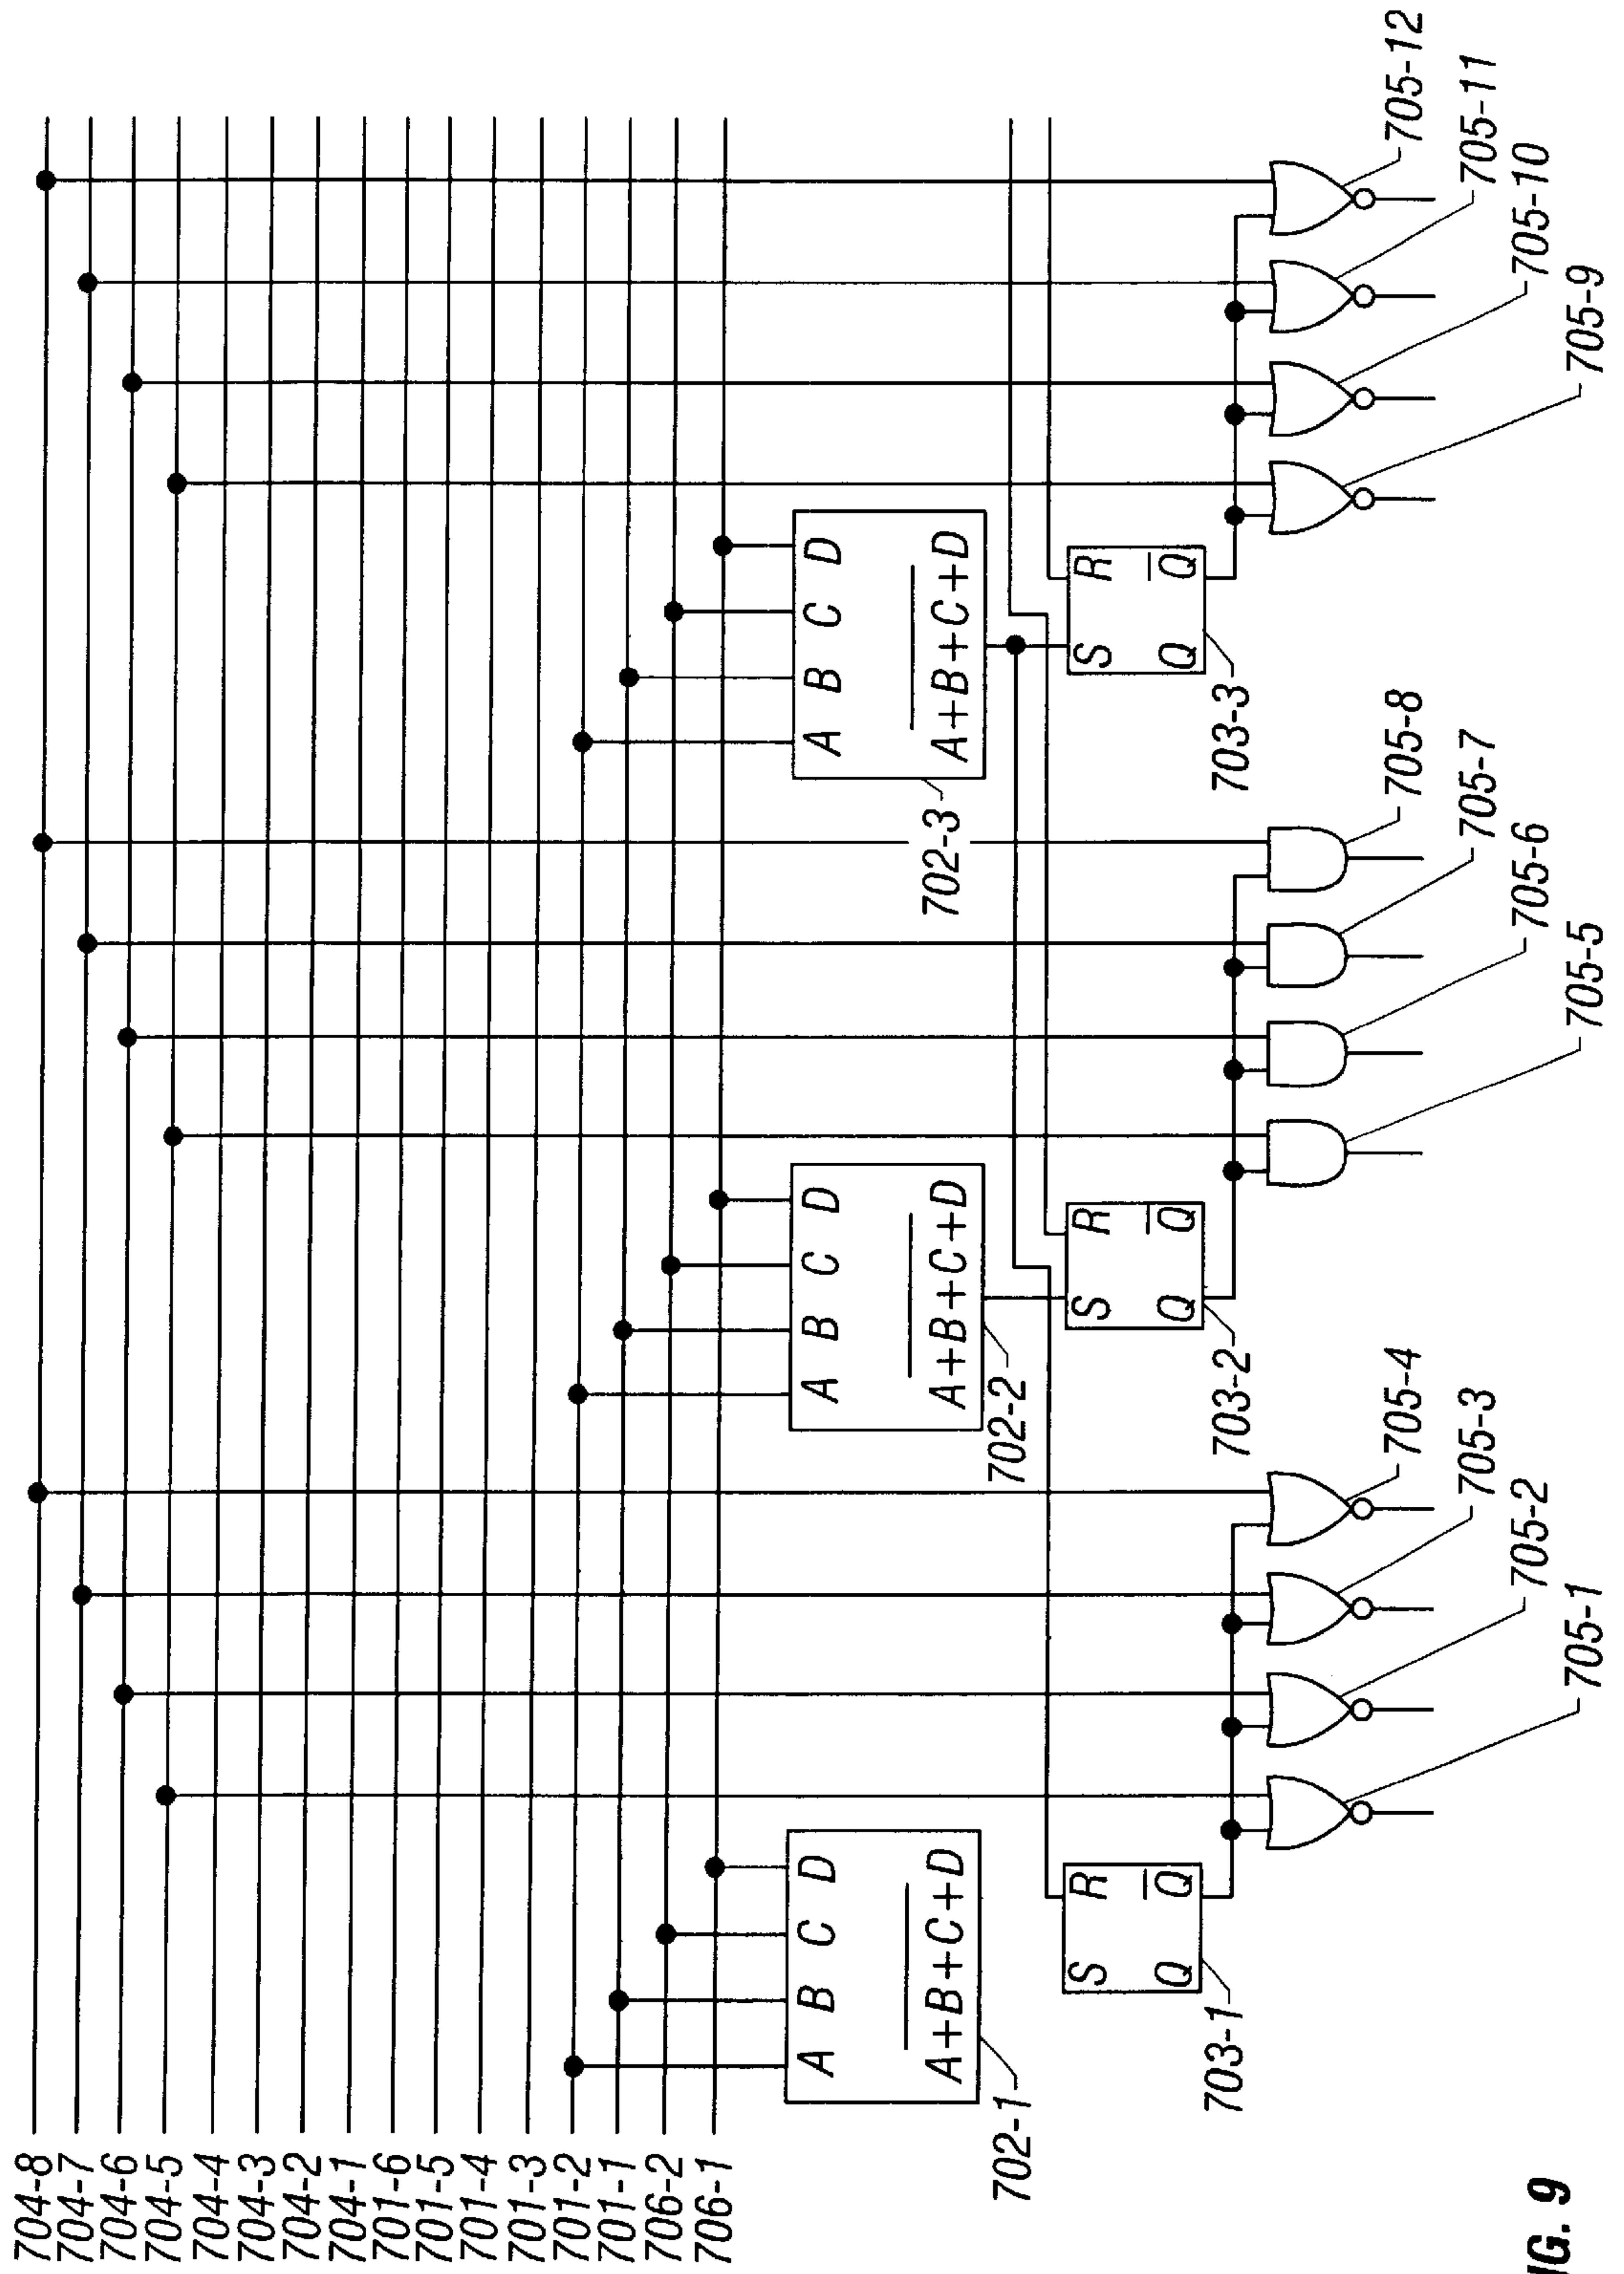 704-8
704-7
704-6
704-5
704-4
704-3
704-2
704-1
701-6
701-5
701-4
701-3
701-2
701-1
706-2
706-1
A B C D
A+B+C+D
702-1
A B C D
A+B+C+D
702-2
A B C D
A+B+C+D
702-3
S R
Q Q
703-1
S R
Q Q
703-2
S R
Q Q
703-3
705-1
705-2
705-3
705-4
705-5
705-6
705-7
705-8
705-9
705-10
705-11
705-12
IG. 9